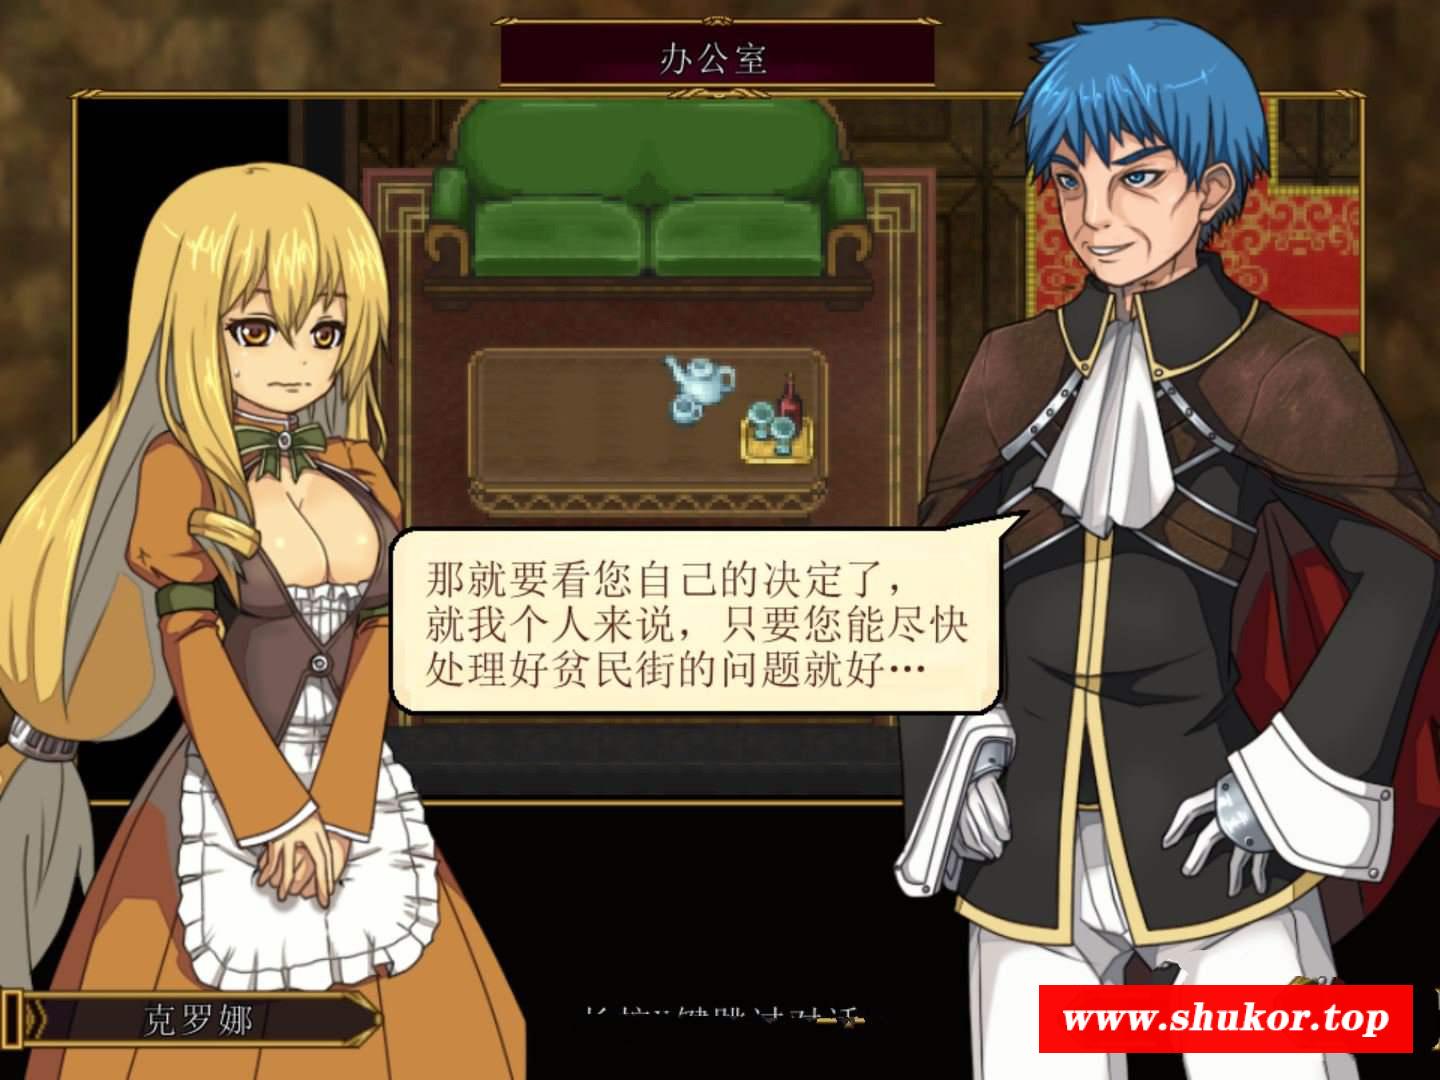 办公室
那就要看您自己的决定了，
就我个人来说，只要您能尽快
处理好贫民街的问题就好…
克罗娜
www.shukor.top